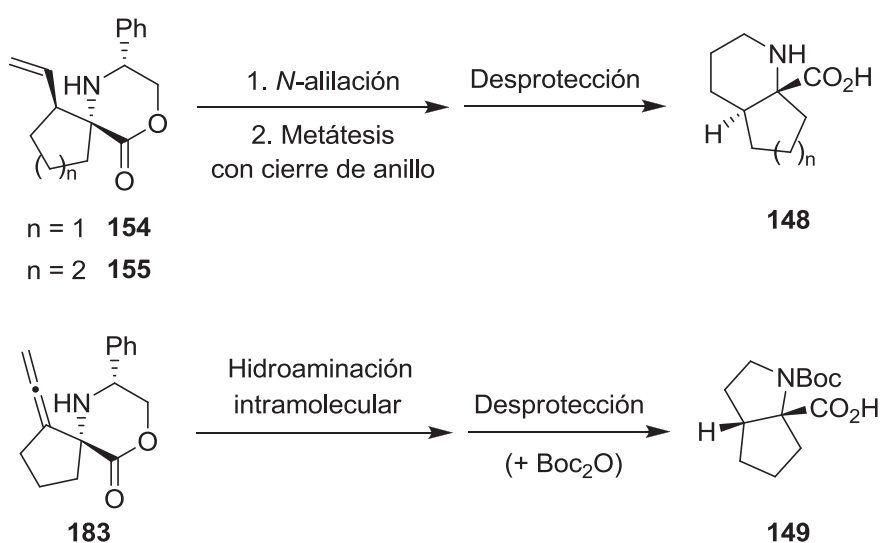 Ph
HN
O
O
( )n
n = 1 154
n = 2 155
1. N-alilación
2. Metátesis
con cierre de anillo
Desprotección
NH
CO2H
H
( )n
148
Ph
HN
O
O
183
Hidroaminación
intramolecular
Desprotección
(+ Boc2O)
NBoc
CO2H
H
149